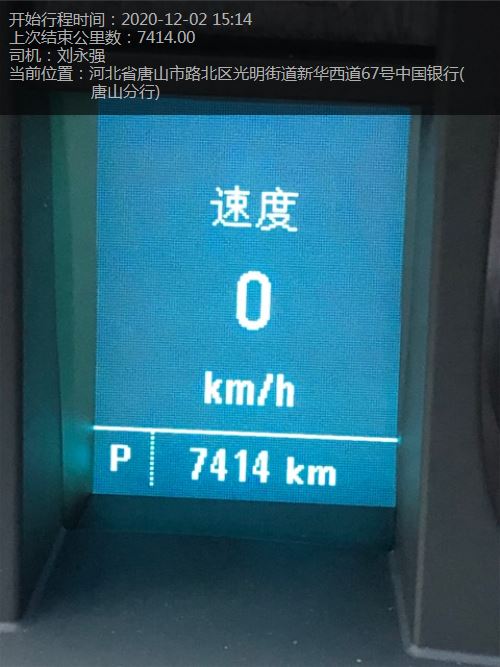 开始行程时间：2020-12-02 15:14
上次结束公里数：7414.00
司机：刘永强
当前位置：河北省唐山市路北区光明街道新华西道67号中国银行(
唐山分行)
速度
0
km/h
P 7414 km